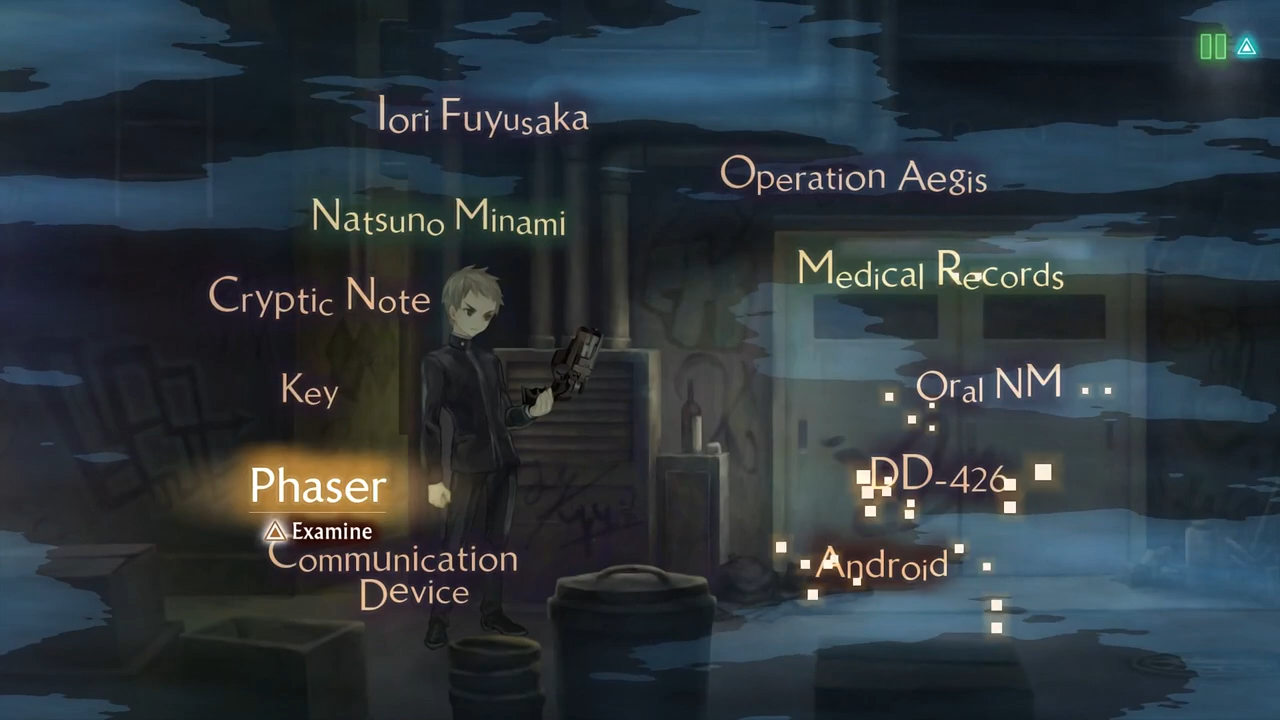 Iori Fuyusaka
Operation Aegis
Natsuno Minami
Medical Records
Cryptic Note
Key
Oral NM
Phaser
Examine
DD-426
Communication
Device
Android